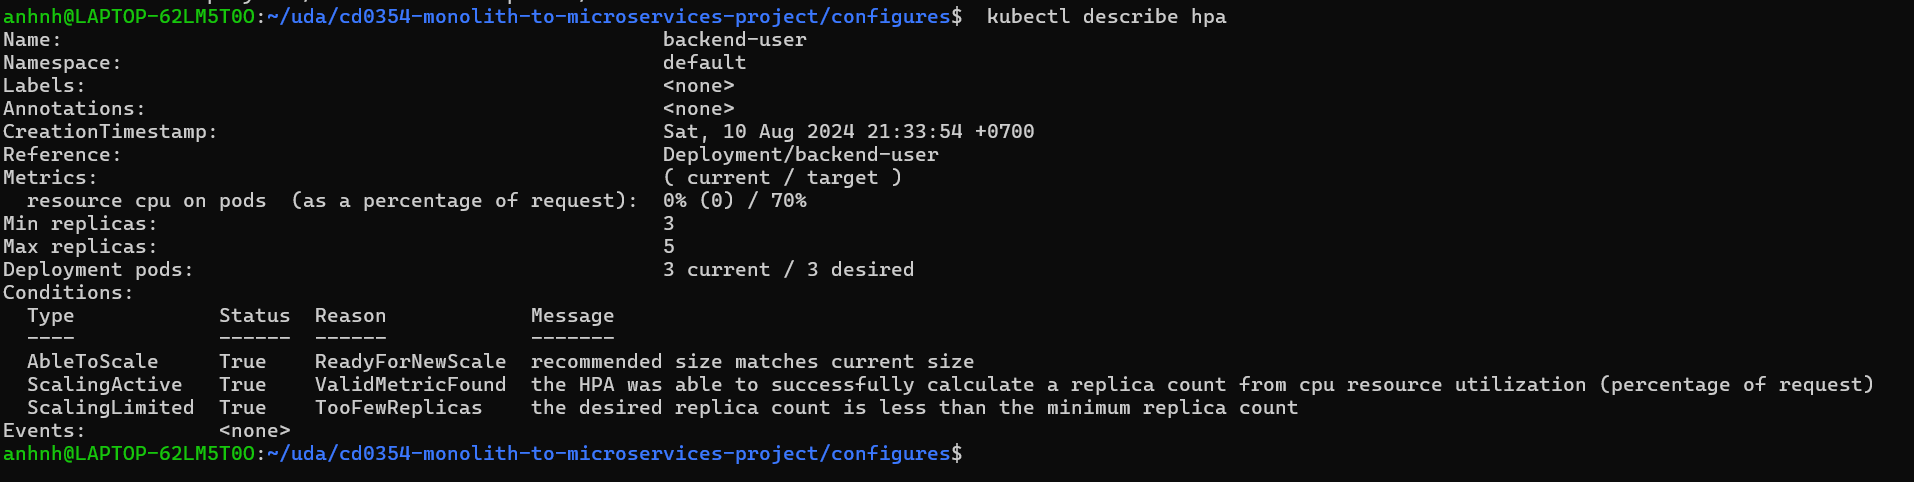 anhnh@LAPTOP-62LM5T0O:~/uda/cd0354-monolith-to-microservices-project/configures$  kubectl describe hpa
Name:                                                  backend-user
Namespace:                                             default
Labels:                                                <none>
Annotations:                                           <none>
CreationTimestamp:                                     Sat, 10 Aug 2024 21:33:54 +0700
Reference:                                             Deployment/backend-user
Metrics:                                               ( current / target )
  resource cpu on pods  (as a percentage of request):  0% (0) / 70%
Min replicas:                                          3
Max replicas:                                          5
Deployment pods:                                       3 current / 3 desired
Conditions:
  Type            Status  Reason            Message
  ----            ------  ------            -------
  AbleToScale     True    ReadyForNewScale  recommended size matches current size
  ScalingActive   True    ValidMetricFound  the HPA was able to successfully calculate a replica count from cpu resource utilization (percentage of request)
  ScalingLimited  True    TooFewReplicas    the desired replica count is less than the minimum replica count
Events:           <none>
anhnh@LAPTOP-62LM5T0O:~/uda/cd0354-monolith-to-microservices-project/configures$